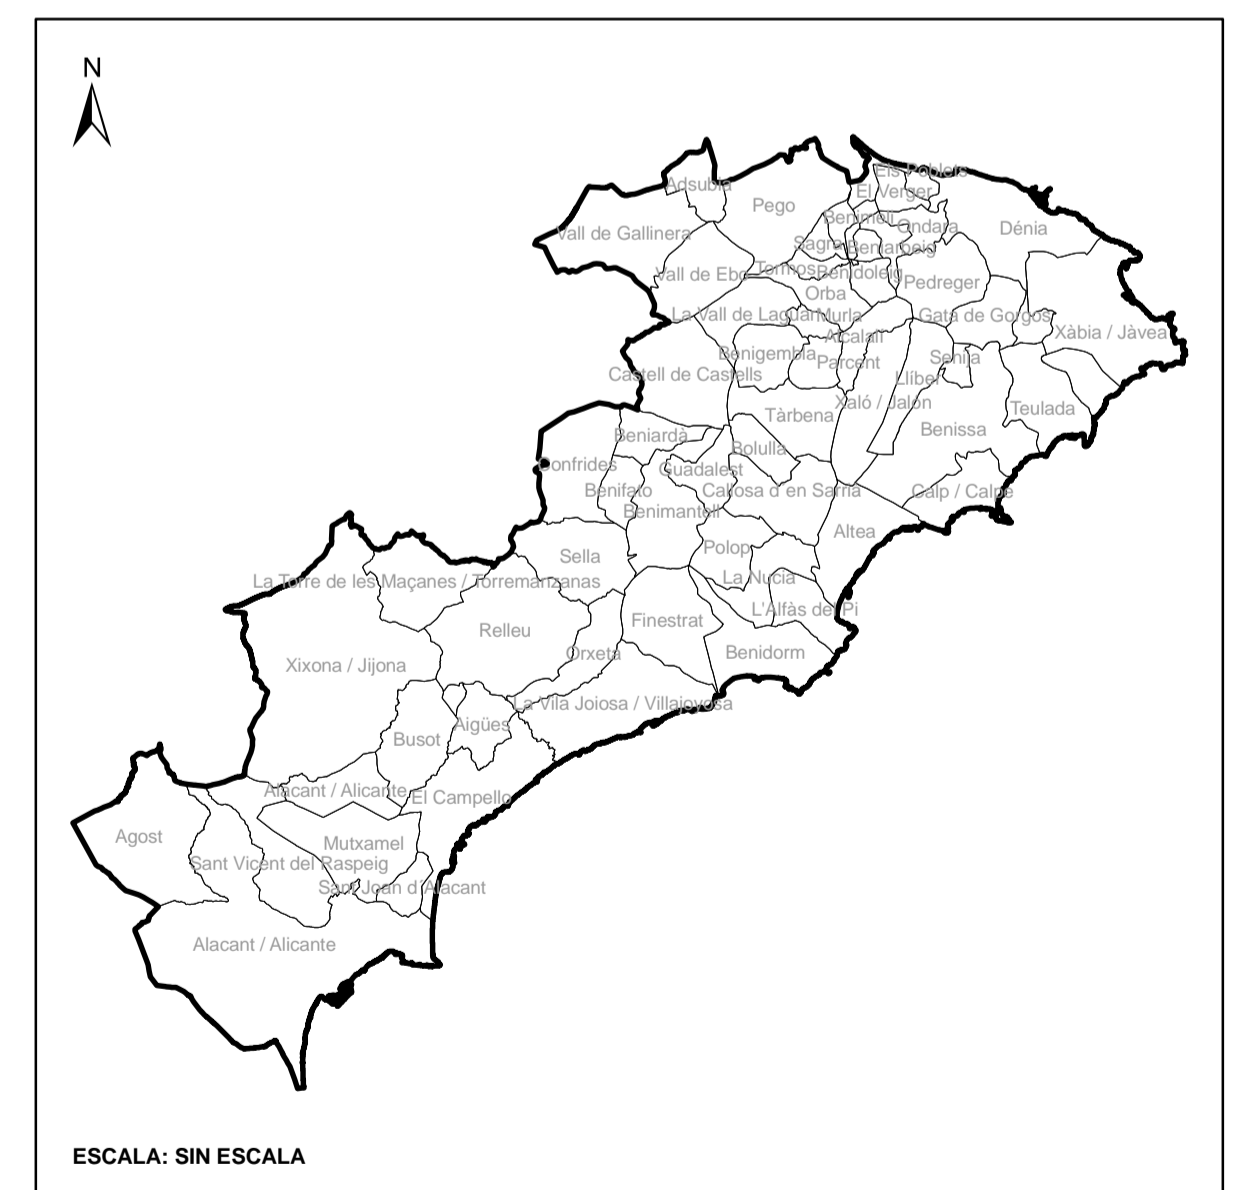 N
Els Poblets
Adsubia
El Verger
Pego
Benimeli
Ondara
Dénia
Vall de Gallinera
Sagra
Beniarbeig
Vall de Ebo
Tormos
Benidoleig
Pedreger
Orba
La Vall de Laguar
Murla
Gata de Gorgos
Xàbia / Jàvea
Alcalalí
Benigembla
Parcent
Senija
Castell de Castells
Llíber
Xaló / Jalón
Teulada
Tàrbena
Benissa
Beniardà
Bolulla
Confrides
Guadalest
Benifato
Callosa d´en Sarrià
Calp / Calpe
Benimantell
Altea
Polop
Sella
La Nucia
La Torre de les Maçanes / Torremanzanas
L'Alfàs del Pi
Finestrat
Relleu
Orxeta
Benidorm
Xixona / Jijona
La Vila Joiosa / Villajoyosa
Aigües
Busot
Alacant / Alicante
El Campello
Agost
Mutxamel
Sant Vicent del Raspeig
Sant Joan d´Alacant
Alacant / Alicante
ESCALA: SIN ESCALA